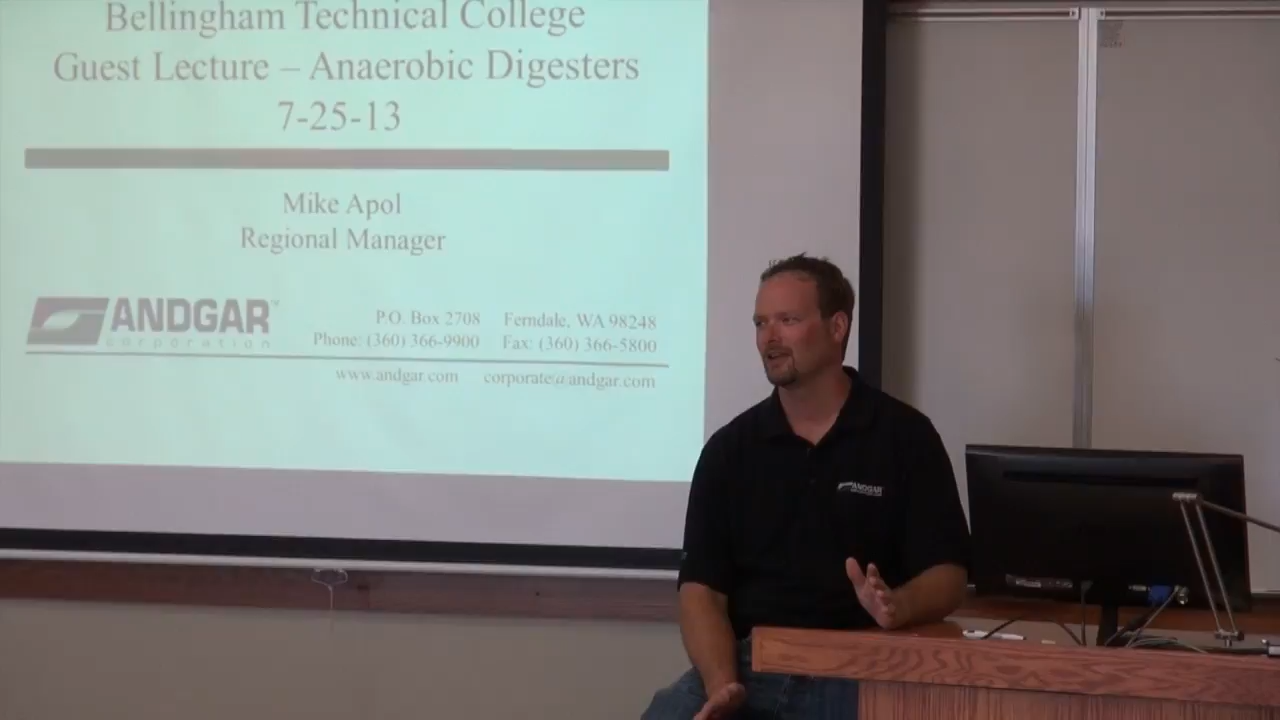 Bellingham Technical College
Guest Lecture – Anaerobic Digesters
7-25-13
Mike Apol
Regional Manager
ANDGAR™
corporation
P.O. Box 2708 Ferndale, WA 98248
Phone: (360) 366-9900 Fax: (360) 366-5800
www.andgar.com corporate@andgar.com
ANDGAR